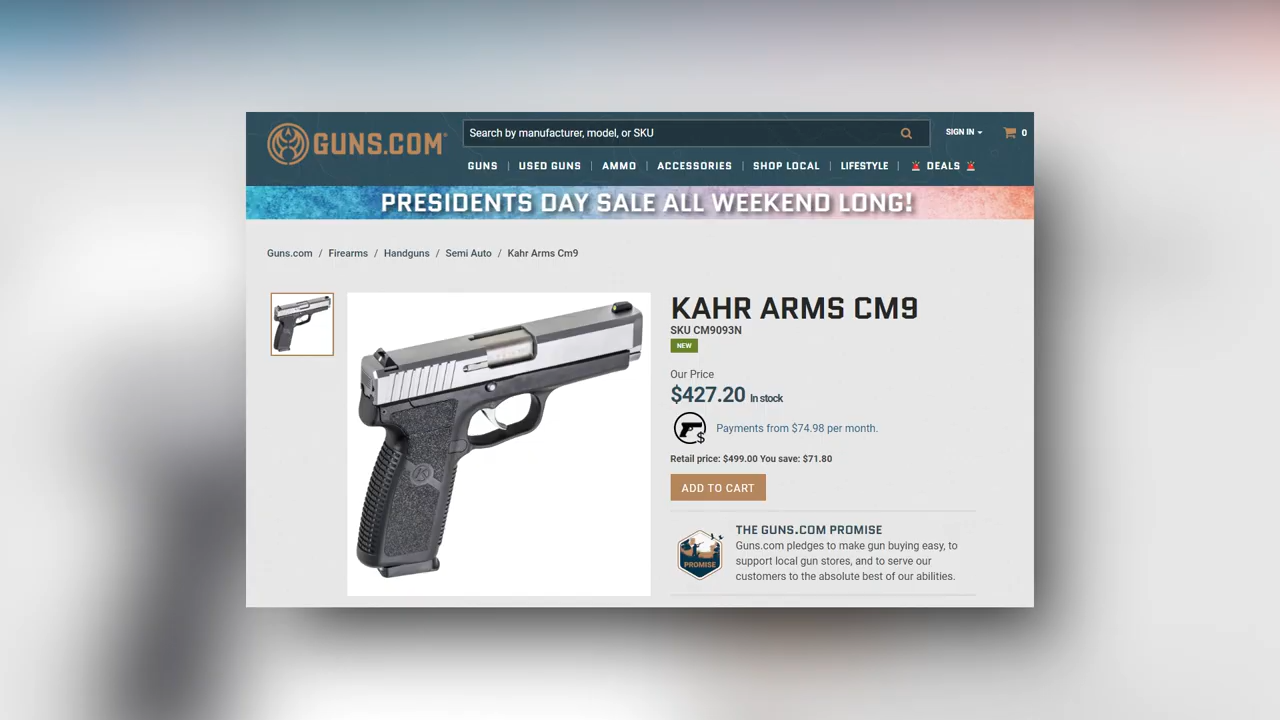 GUNS.COM
Search by manufacturer, model, or SKU
SIGN IN
0
GUNS | USED GUNS | AMMO | ACCESSORIES | SHOP LOCAL | LIFESTYLE | DEALS
PRESIDENTS DAY SALE ALL WEEKEND LONG!
Guns.com / Firearms / Handguns / Semi Auto / Kahr Arms Cm9
KAHR ARMS CM9
SKU CM9093N
NEW
Our Price
$427.20 In stock
$
Payments from $74.98 per month.
Retail price: $499.00 You save: $71.80
ADD TO CART
THE GUNS.COM PROMISE
Guns.com pledges to make gun buying easy, to
support local gun stores, and to serve our
customers to the absolute best of our abilities.
PROMISE